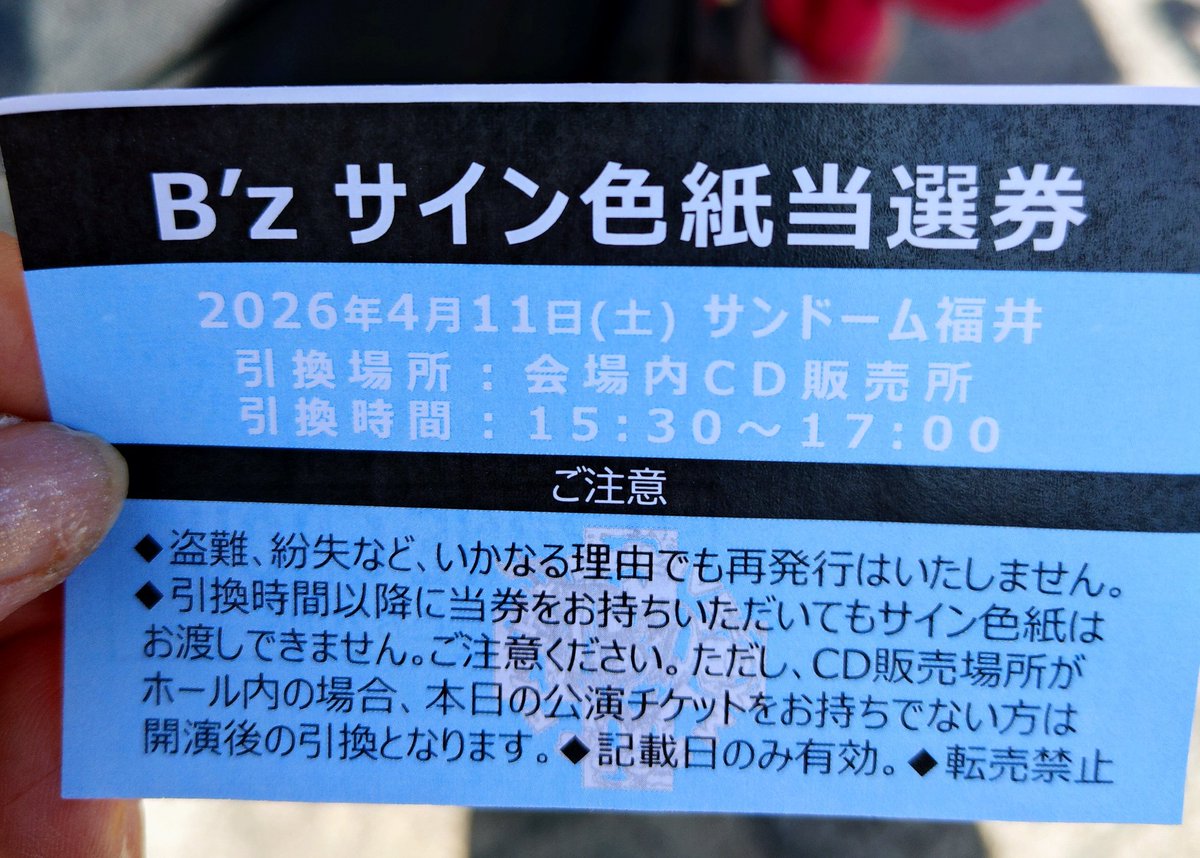 B'z サイン色紙当選券
2026年4月11日(土) サンドーム福井
引換場所：会場内CD販売所
引換時間：15:30～17:00
ご注意
◆盗難、紛失など、いかなる理由でも再発行はいたしません。
◆引換時間以降に当券をお持ちいただいてもサイン色紙は
お渡しできません。ご注意ください。ただし、CD販売場所が
ホール内の場合、本日の公演チケットをお持ちでない方は
開演後の引換となります。◆記載日のみ有効。◆転売禁止